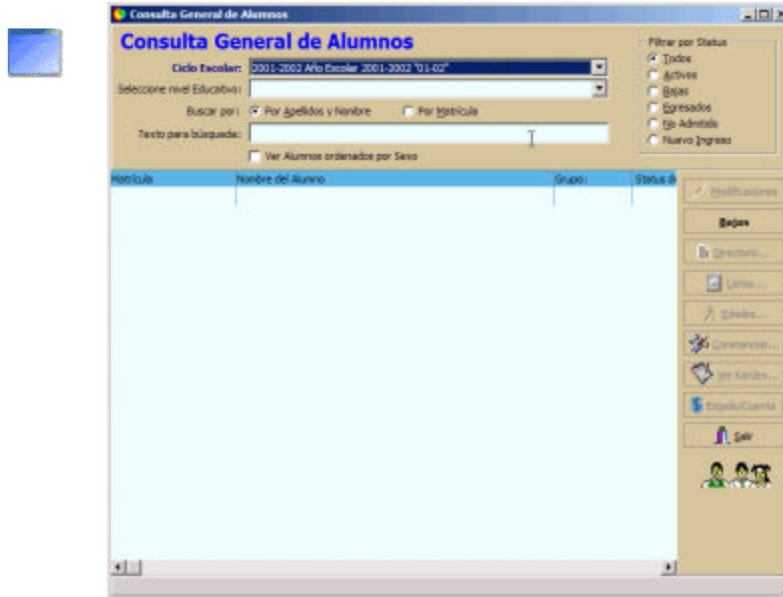 Consulta General de Alumnos
Consulta General de Alumnos
Ciclo Escolar: 2001-2002 Año Escolar 2001-2002 "01-02"
Seleccione nivel Educativo:
Buscar por: Por Apellidos y Nombre Por Matrícula
Texto para búsqueda:
Ver Alumnos ordenados por Sexo
Filtrar por Status
Todos
Activos
Bajas
Egresados
No Admitido
Nuevo Ingreso
Matrícula Nombre del Alumno Grupo: Status d
Modificaciones
Bajas
Directorio...
Listas...
Edades...
Constancias...
Ver Kardex...
Estado/Cuenta
Salir